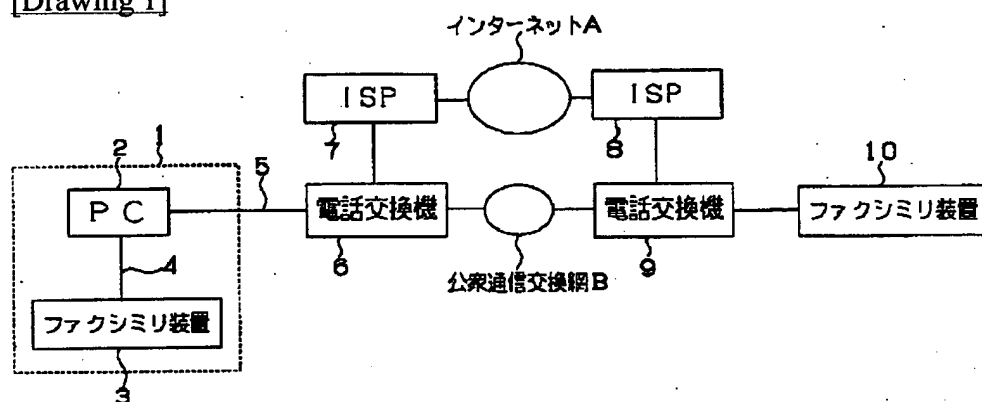 [Drawing 1]
インターネットA
ISP
ISP
7
8
1
2
5
10
PC
電話交換機
電話交換機
ファクシミリ装置
6
9
4
公衆通信交換網B
ファクシミリ装置
3